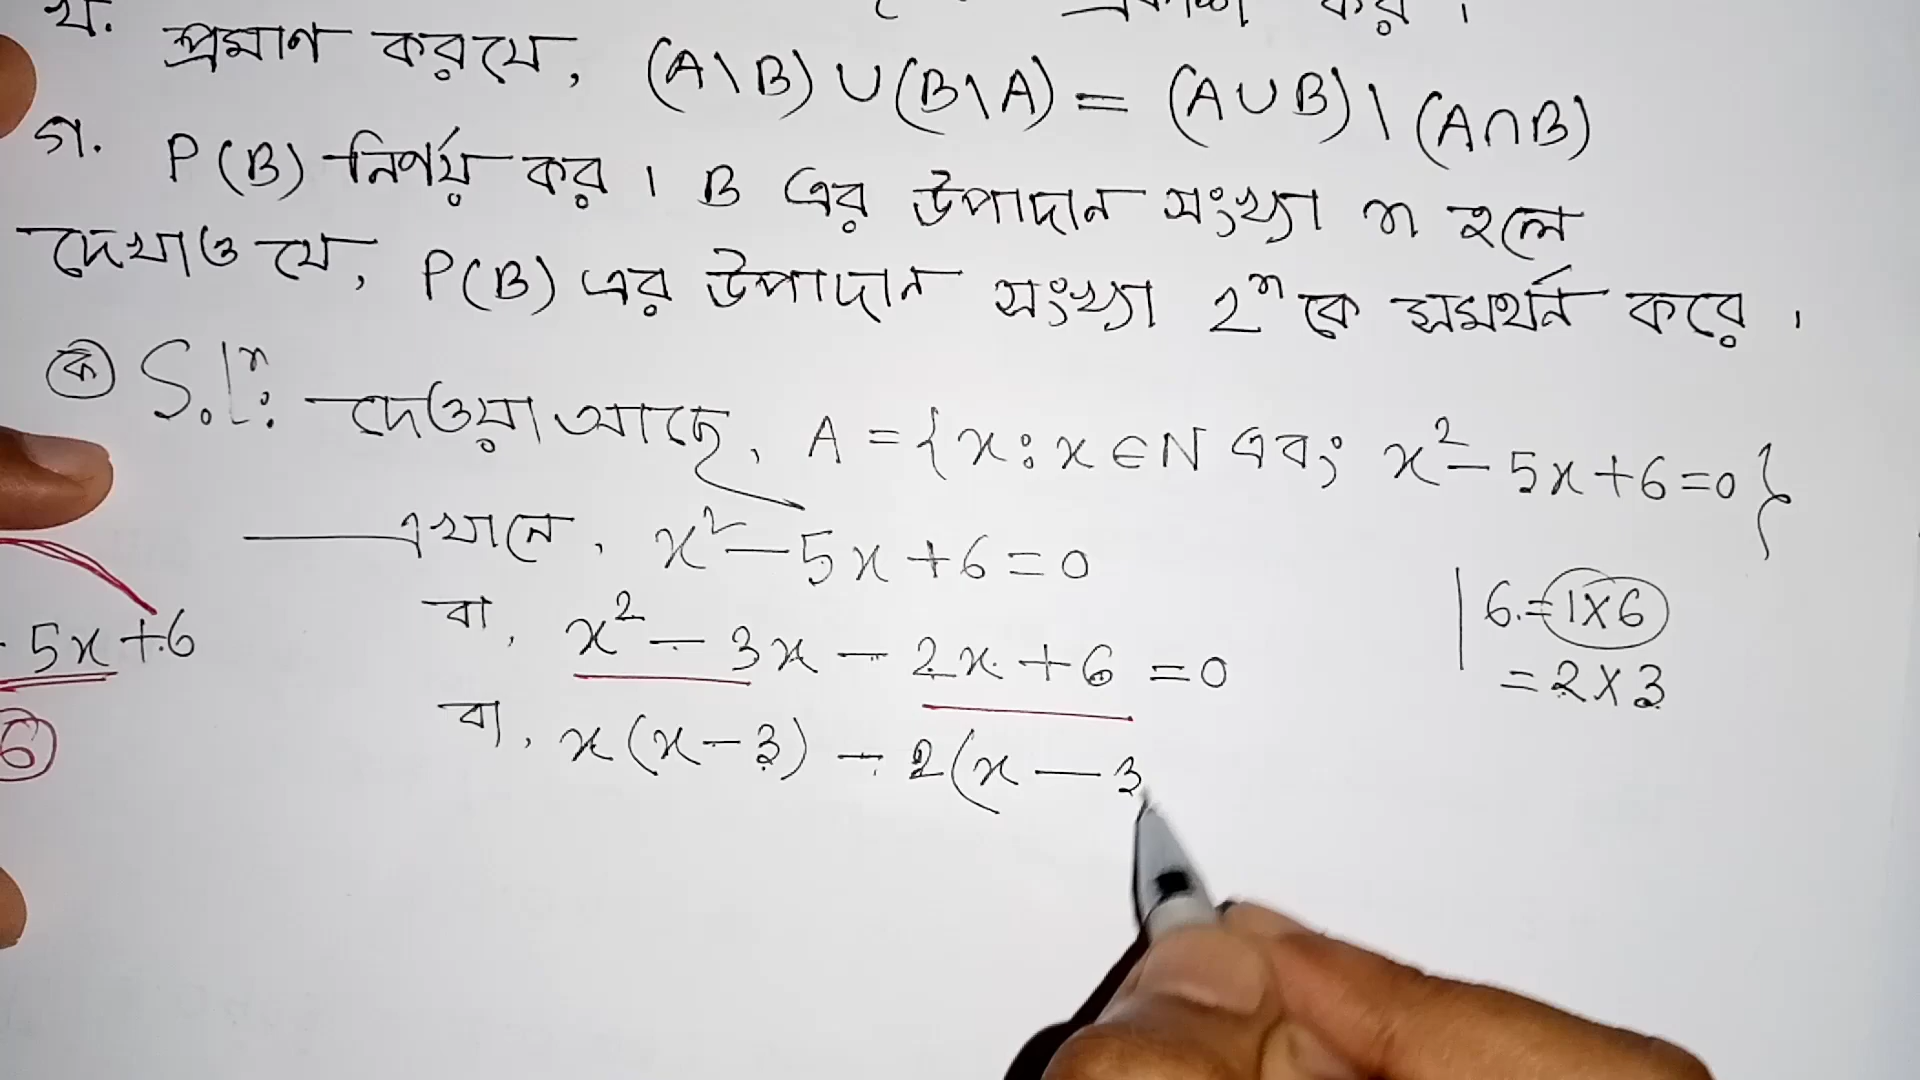 খ. প্রমাণ কর যে, (A\B)∪(B\A) = (A∪B)\(A∩B)
গ. P(B) নির্ণয় কর। B এর উপাদান সংখ্যা n হলে
দেখাও যে, P(B) এর উপাদান সংখ্যা 2ⁿ কে সমর্থন করে।
ক Solⁿ: দেওয়া আছে, A = {x : x ∈ N এবং x² - 5x + 6 = 0}
এখানে, x² - 5x + 6 = 0
বা, x² - 3x - 2x + 6 = 0
বা, x(x - 3) - 2(x - 3
6 = 1×6
= 2×3
5x + 6
6